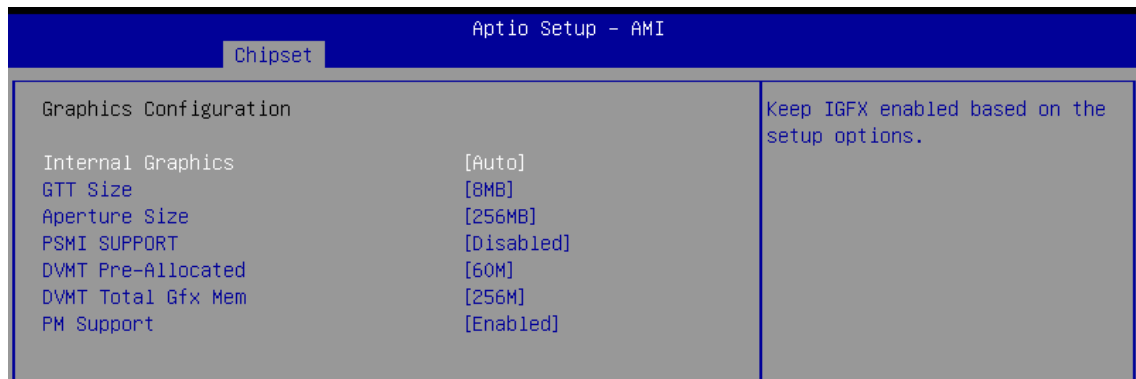 Aptio Setup – AMI
Chipset
Graphics Configuration
Internal Graphics [Auto]
GTT Size [8MB]
Aperture Size [256MB]
PSMI SUPPORT [Disabled]
DVMT Pre-Allocated [60M]
DVMT Total Gfx Mem [256M]
PM Support [Enabled]
Keep IGFX enabled based on the
setup options.